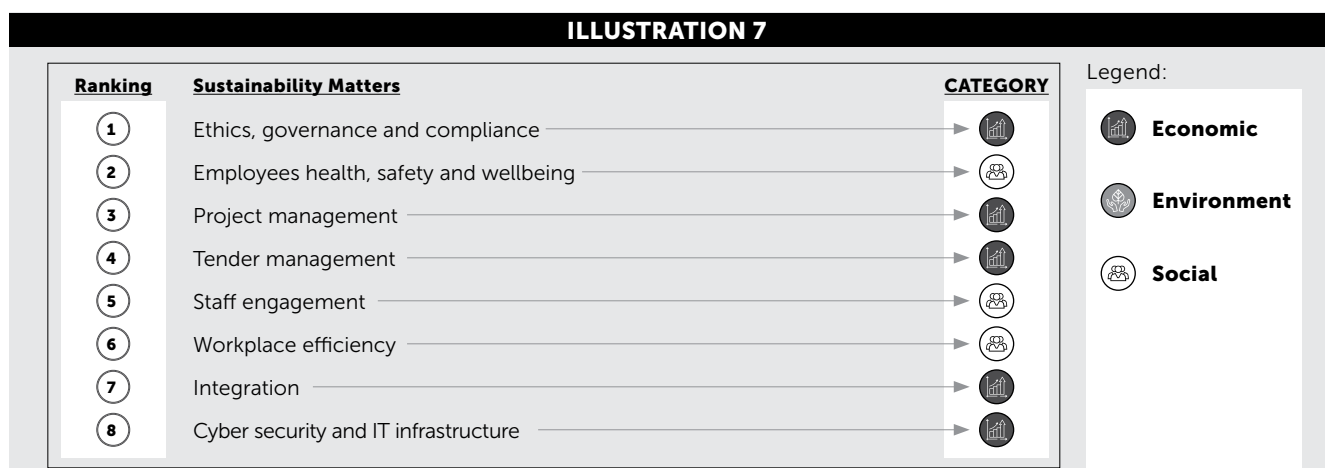 ILLUSTRATION 7
Ranking Sustainability Matters CATEGORY
1 Ethics, governance and compliance
2 Employees health, safety and wellbeing
3 Project management
4 Tender management
5 Staff engagement
6 Workplace efficiency
7 Integration
8 Cyber security and IT infrastructure
Legend:
Economic
Environment
Social